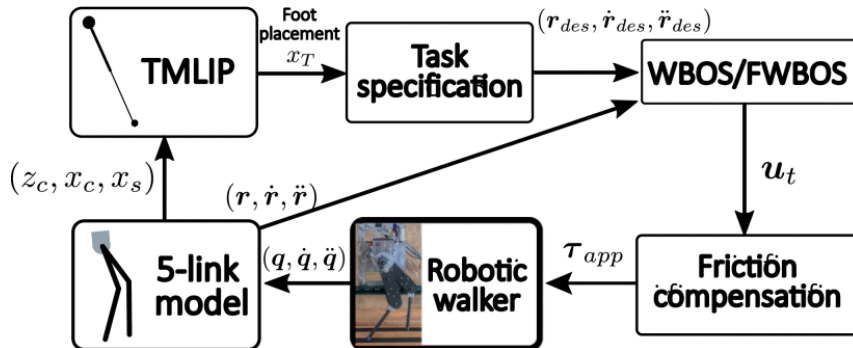 Foot
placement
x_T
(r_des, ṙ_des, r̈_des)
TMLIP
Task
specification
WBOS/FWBOS
(z_c, x_c, x_s)
(r, ṙ, r̈)
u_t
5-link
model
(q, q̇, q̈)
Robotic
walker
τ_app
Friction
compensation